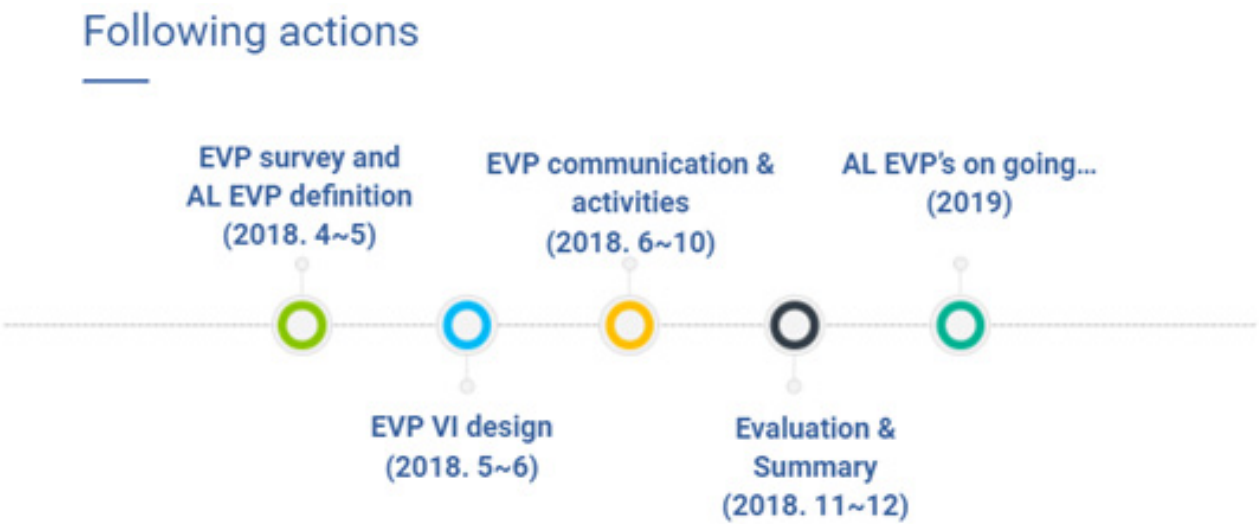 Following actions
EVP survey and
AL EVP definition
(2018. 4~5)
EVP VI design
(2018. 5~6)
EVP communication &
activities
(2018. 6~10)
Evaluation &
Summary
(2018. 11~12)
AL EVP's on going...
(2019)